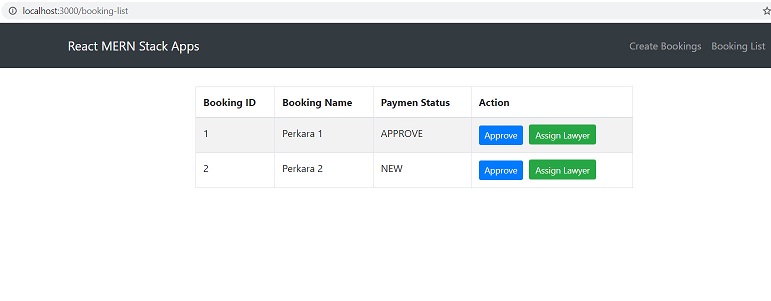 localhost:3000/booking-list
React MERN Stack Apps Create Bookings Booking List
Booking ID Booking Name Paymen Status Action
1 Perkara 1 APPROVE Approve Assign Lawyer
2 Perkara 2 NEW Approve Assign Lawyer